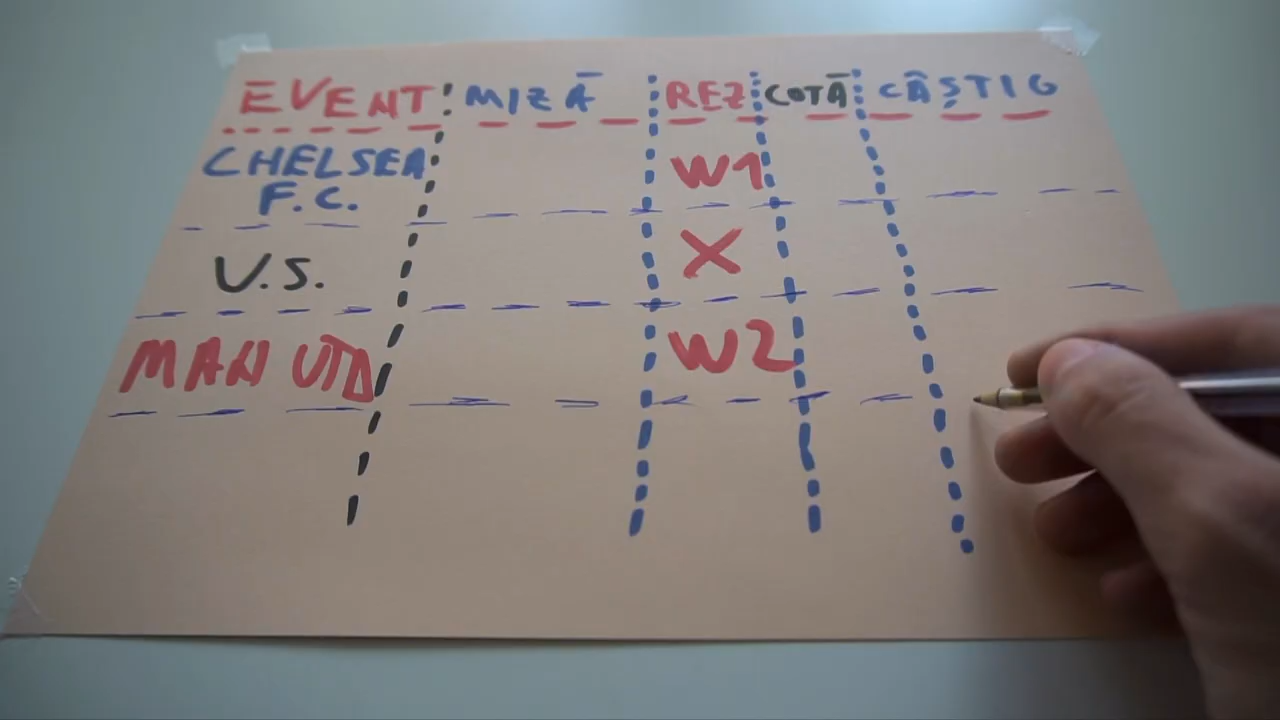 EVENT MIZĂ REZ COTĂ CÂȘTIG
CHELSEA W1
F.C.
V.S. X
MAN UTD W2